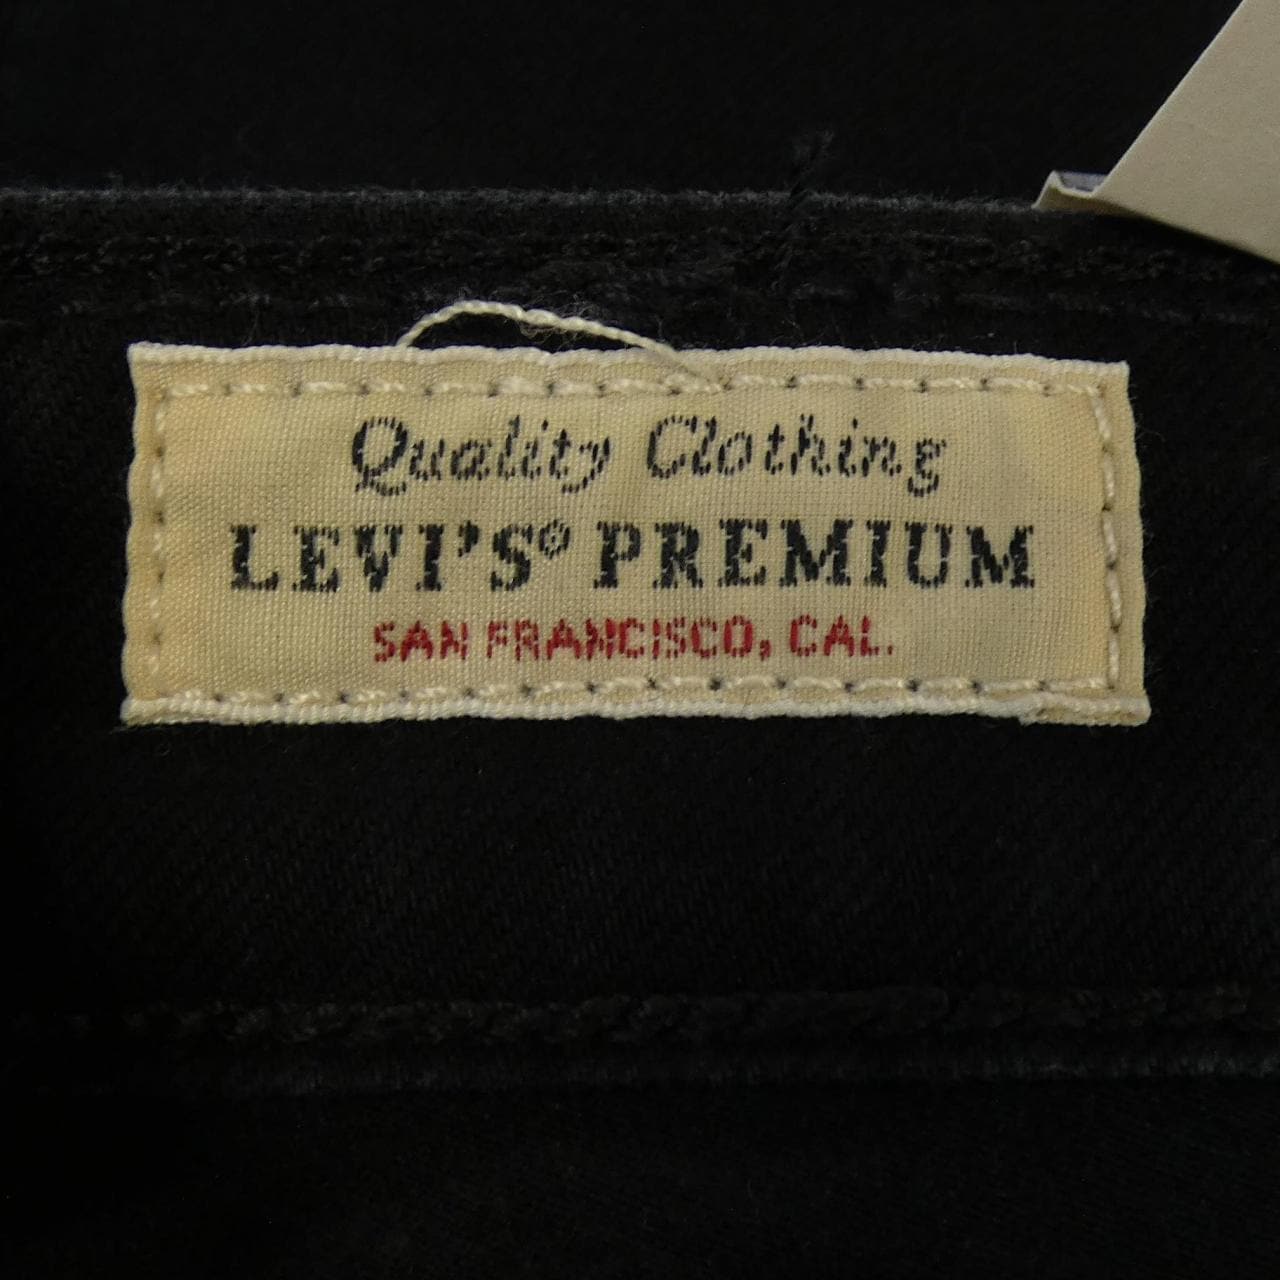 Quality Clothing
LEVI'S® PREMIUM
SAN FRANCISCO, CAL.